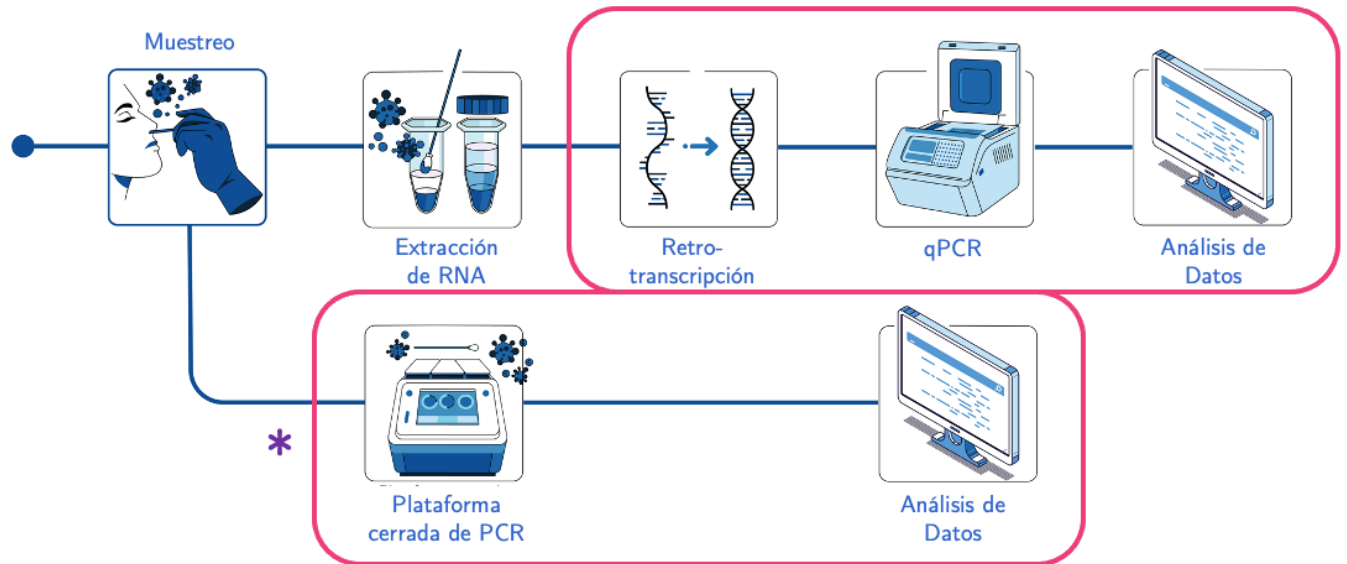 Muestreo
Extracción
de RNA
Retro-
transcripción
qPCR
Análisis de
Datos
*
Plataforma
cerrada de PCR
Análisis de
Datos